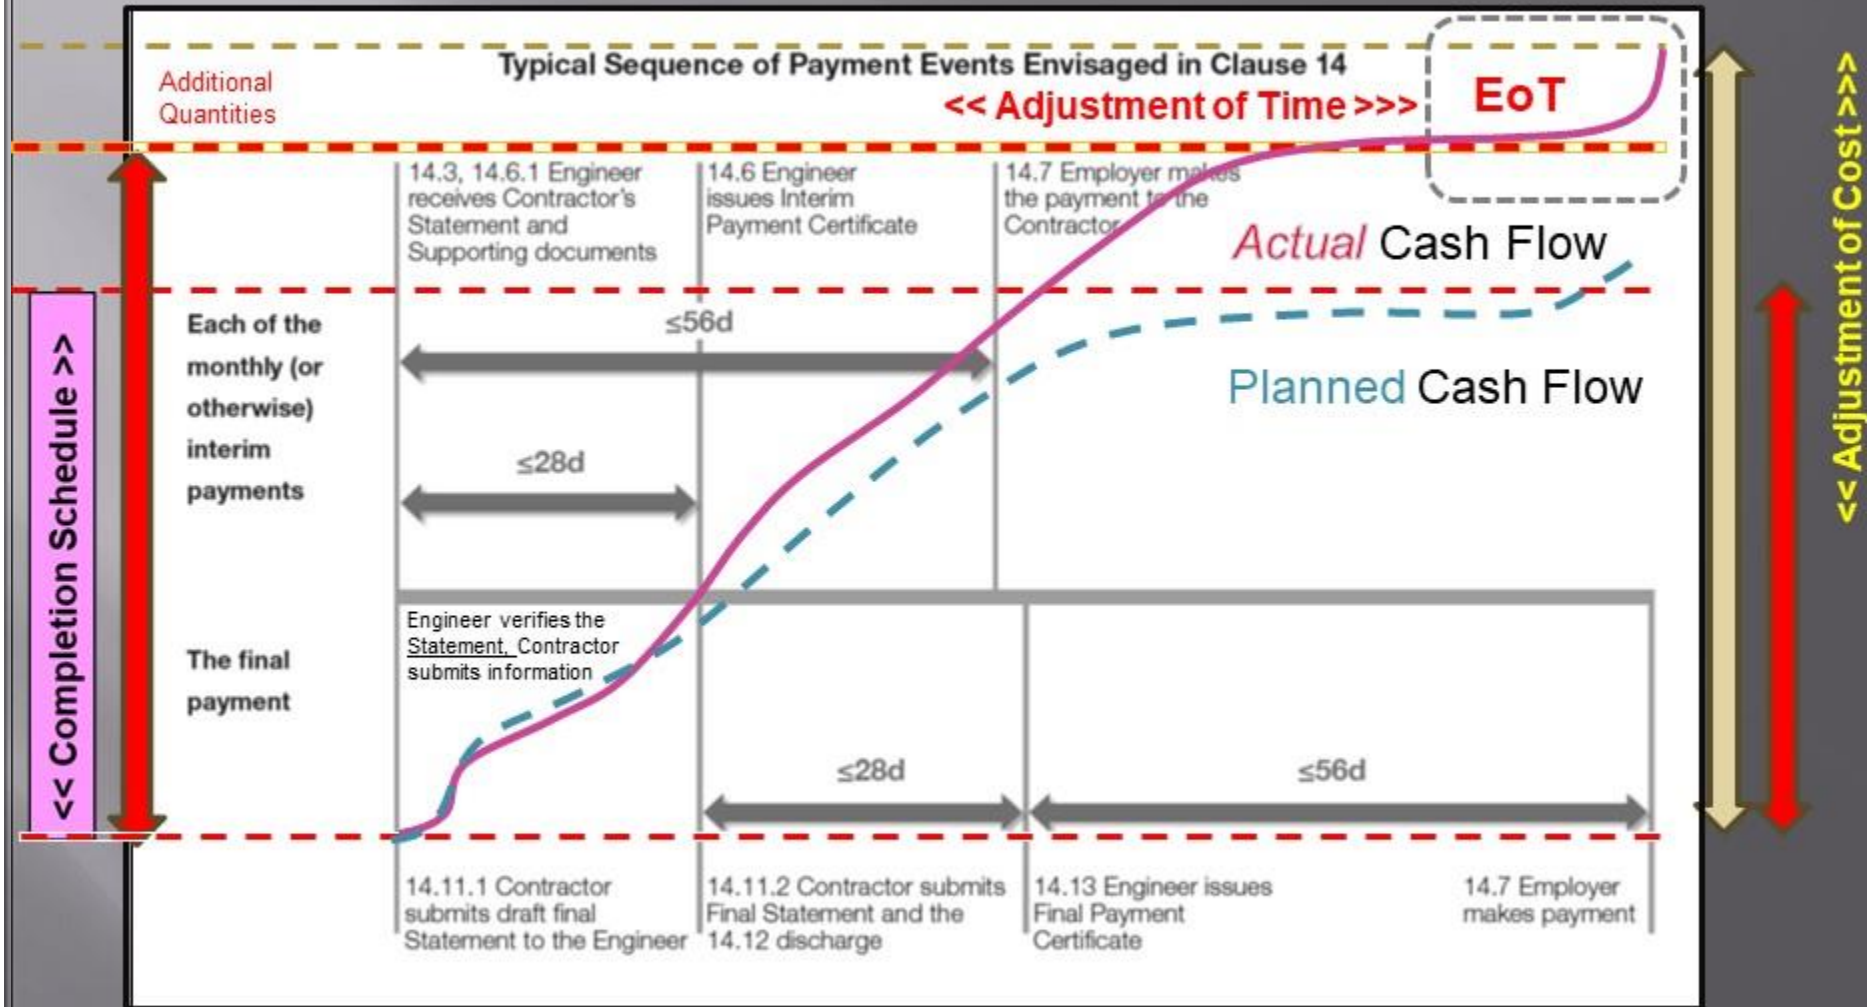 Typical Sequence of Payment Events Envisaged in Clause 14
Additional
Quantities
<< Adjustment of Time >>>
EoT
14.3, 14.6.1 Engineer
receives Contractor's
Statement and
Supporting documents
14.6 Engineer
issues Interim
Payment Certificate
14.7 Employer makes
the payment to the
Contractor
Actual Cash Flow
Planned Cash Flow
Each of the
monthly (or
otherwise)
interim
payments
≤56d
≤28d
Engineer verifies the
Statement, Contractor
submits information
The final
payment
≤28d
≤56d
14.11.1 Contractor
submits draft final
Statement to the Engineer
14.11.2 Contractor submits
Final Statement and the
14.12 discharge
14.13 Engineer issues
Final Payment
Certificate
14.7 Employer
makes payment
<< Completion Schedule >>
<< Adjustment of Cost >>>